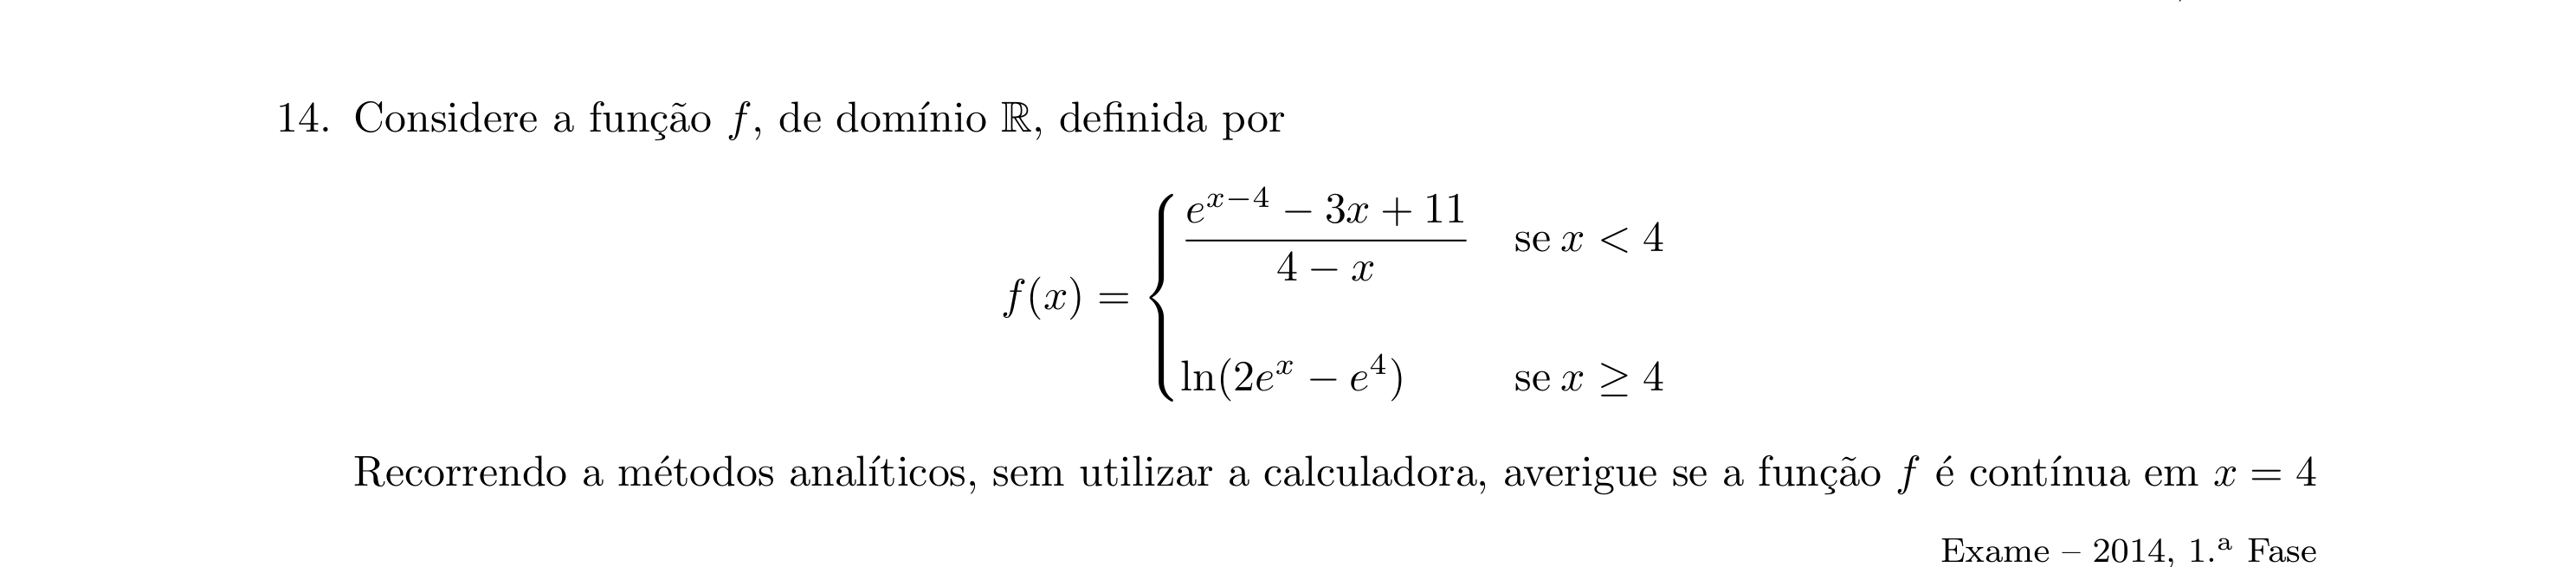 14. Considere a função f, de domínio ℝ, definida por
f(x) = { (e^{x−4} − 3x + 11)/(4 − x) se x < 4
ln(2e^x − e^4) se x ≥ 4
Recorrendo a métodos analíticos, sem utilizar a calculadora, averigue se a função f é contínua em x = 4
Exame – 2014, 1.ª Fase